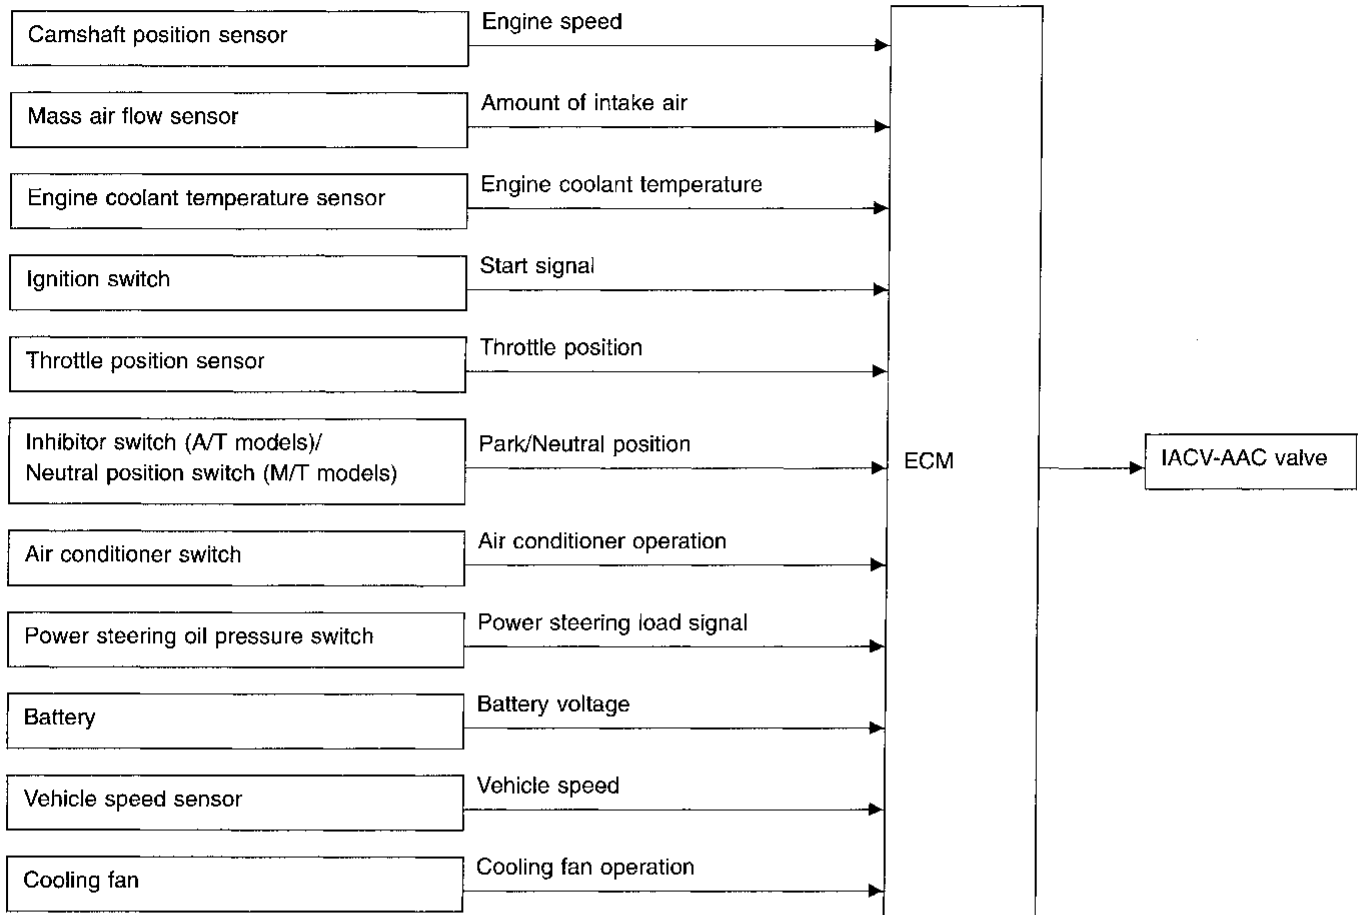 Camshaft position sensor
Engine speed
Mass air flow sensor
Amount of intake air
Engine coolant temperature sensor
Engine coolant temperature
Ignition switch
Start signal
Throttle position sensor
Throttle position
Inhibitor switch (A/T models)/
Neutral position switch (M/T models)
Park/Neutral position
ECM
IACV-AAC valve
Air conditioner switch
Air conditioner operation
Power steering oil pressure switch
Power steering load signal
Battery
Battery voltage
Vehicle speed sensor
Vehicle speed
Cooling fan
Cooling fan operation